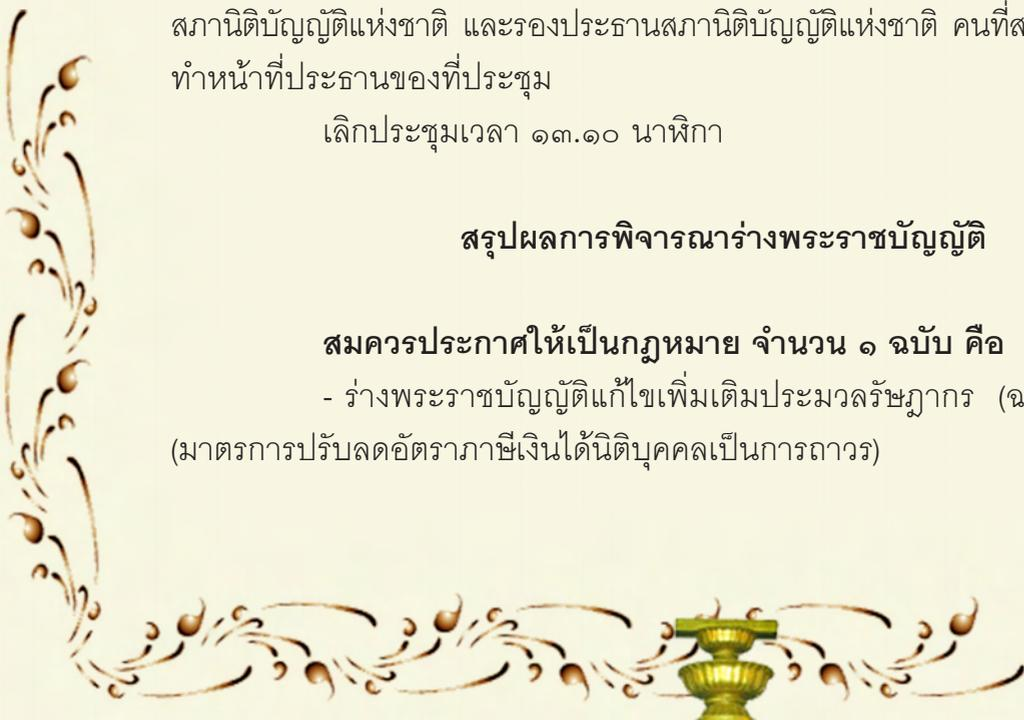 สภานิติบัญญัติแห่งชาติ และรองประธานสภานิติบัญญัติแห่งชาติ คนที่ส
ทำหน้าที่ประธานของที่ประชุม
เลิกประชุมเวลา ๑๓.๑๐ นาฬิกา
สรุปผลการพิจารณาร่างพระราชบัญญัติ
สมควรประกาศให้เป็นกฎหมาย จำนวน ๑ ฉบับ คือ
- ร่างพระราชบัญญัติแก้ไขเพิ่มเติมประมวลรัษฎากร (ฉ
(มาตรการปรับลดอัตราภาษีเงินได้นิติบุคคลเป็นการถาวร)